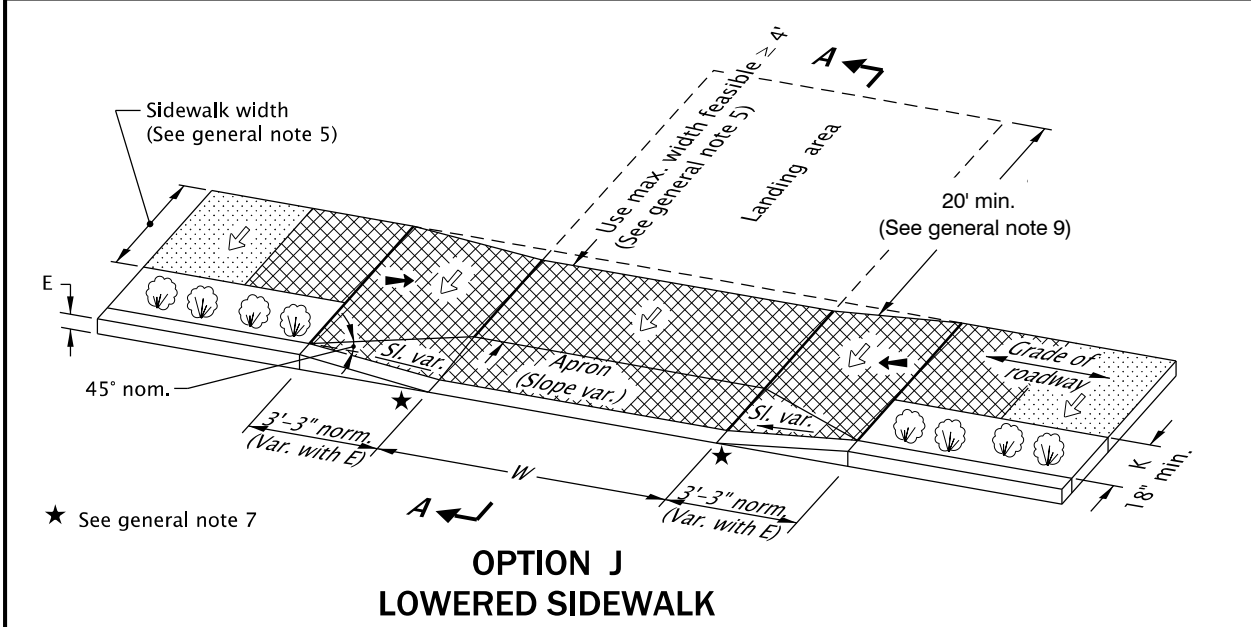 Sidewalk width
(See general note 5)
Use max. width feasible ≥ 4'
(See general note 5)
A
Landing area
20' min.
(See general note 9)
E
45° nom.
Sl. var.
Apron
(Slope var.)
Sl. var.
Grade of
roadway
3'–3" norm.
(Var. with E)
W
3'–3" norm.
(Var. with E)
K
18" min.
A
★ See general note 7
★
★
OPTION J
LOWERED SIDEWALK